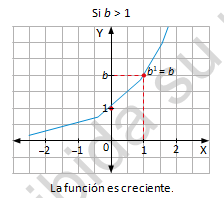 Si b > 1
Y
b
b¹ = b
1
-2 -1 0 1 2 X
La función es creciente.